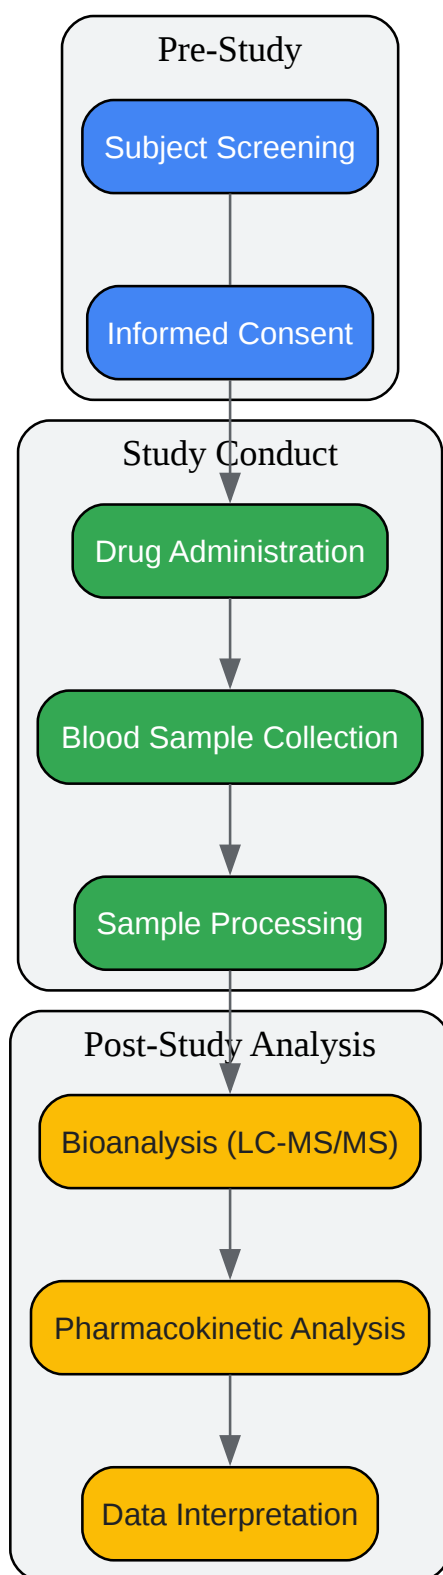 Pre-Study
Subject Screening
Informed Consent
Study Conduct
Drug Administration
Blood Sample Collection
Sample Processing
Post-Study Analysis
Bioanalysis (LC-MS/MS)
Pharmacokinetic Analysis
Data Interpretation